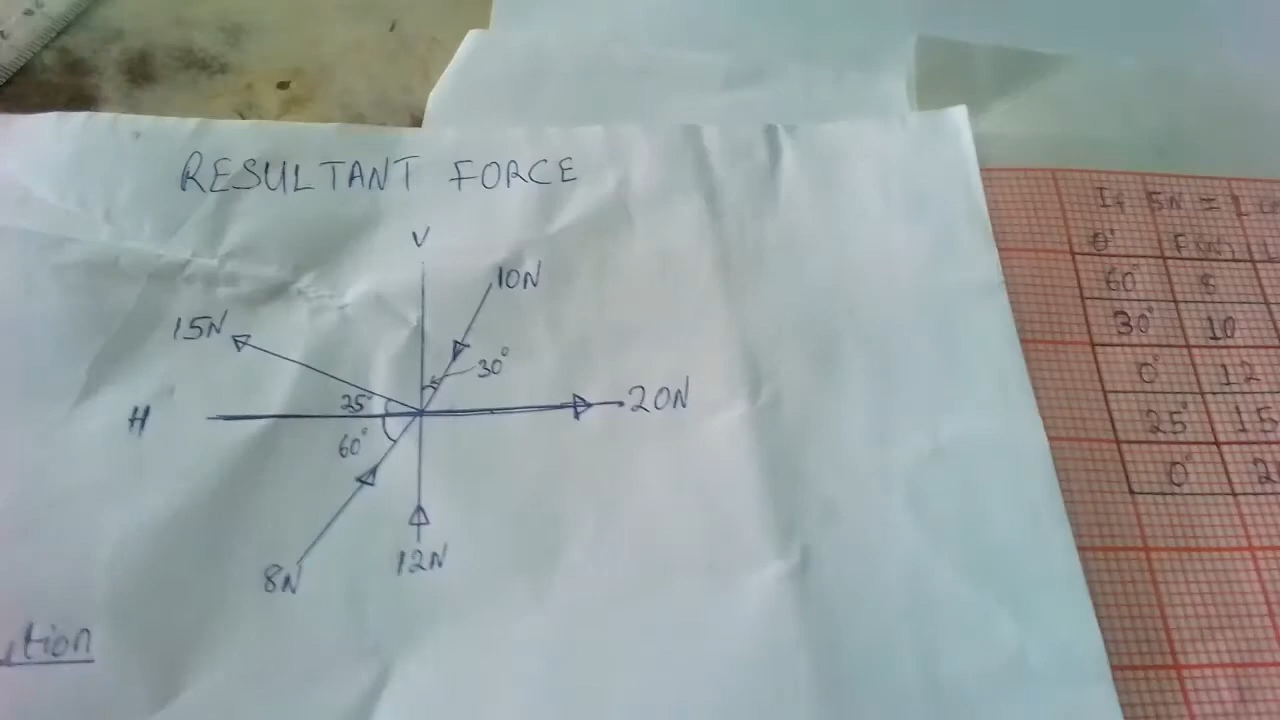 RESULTANT FORCE
V
10N
15N
30°
25°
20N
H
60°
8N
12N
If 5N = 1
θ° F(N)
60° 8
30° 10
0° 12
25° 15
0° 2